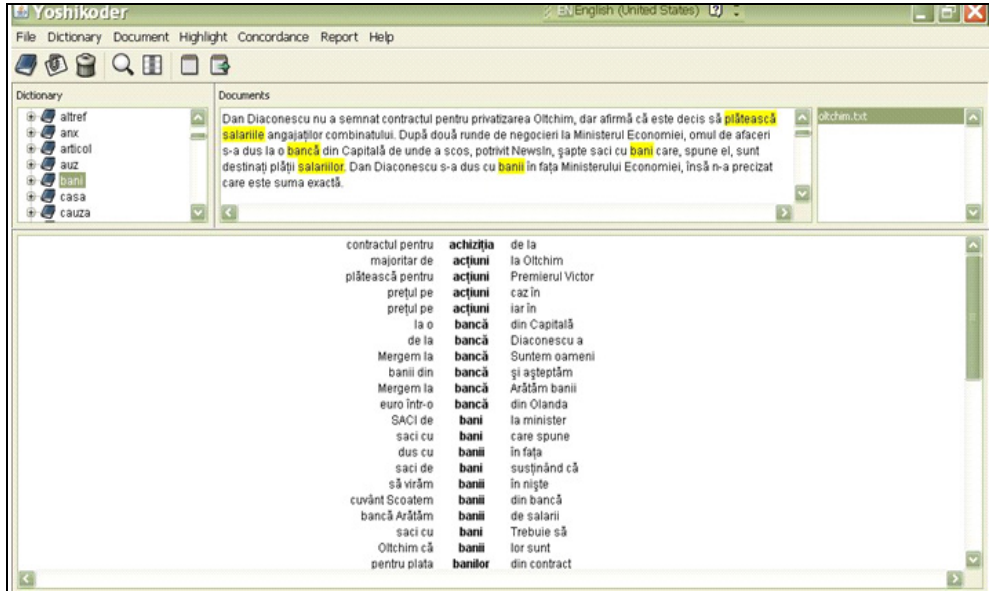 Yoshikoder
EN English (United States)
File Dictionary Document Highlight Concordance Report Help
Dictionary
altref
anx
articol
auz
bani
casa
cauza
Documents
Dan Diaconescu nu a semnat contractul pentru privatizarea Oltchim, dar afirmă că este decis să plătească
salariile angajaților combinatului. După două runde de negocieri la Ministerul Economiei, omul de afaceri
s-a dus la o bancă din Capitală de unde a scos, potrivit NewsIn, șapte saci cu bani care, spune el, sunt
destinați plății salariilor. Dan Diaconescu s-a dus cu banii în fața Ministerului Economiei, însă n-a precizat
care este suma exactă.
oltchim.txt
contractul pentru achiziția de la
majoritar de acțiuni la Oltchim
plătească pentru acțiuni Premierul Victor
prețul pe acțiuni caz în
prețul pe acțiuni iar în
la o bancă din Capitală
de la bancă Diaconescu a
Mergem la bancă Suntem oameni
banii din bancă și așteptăm
Mergem la bancă Arătăm banii
euro într-o bancă din Olanda
SACI de bani la minister
saci cu bani care spune
dus cu banii în fața
saci de bani susținând că
să virăm banii în niște
cuvânt Scoatem banii din bancă
bancă Arătăm banii de salarii
saci cu bani Trebuie să
Oltchim că banii lor sunt
pentru plata banilor din contract